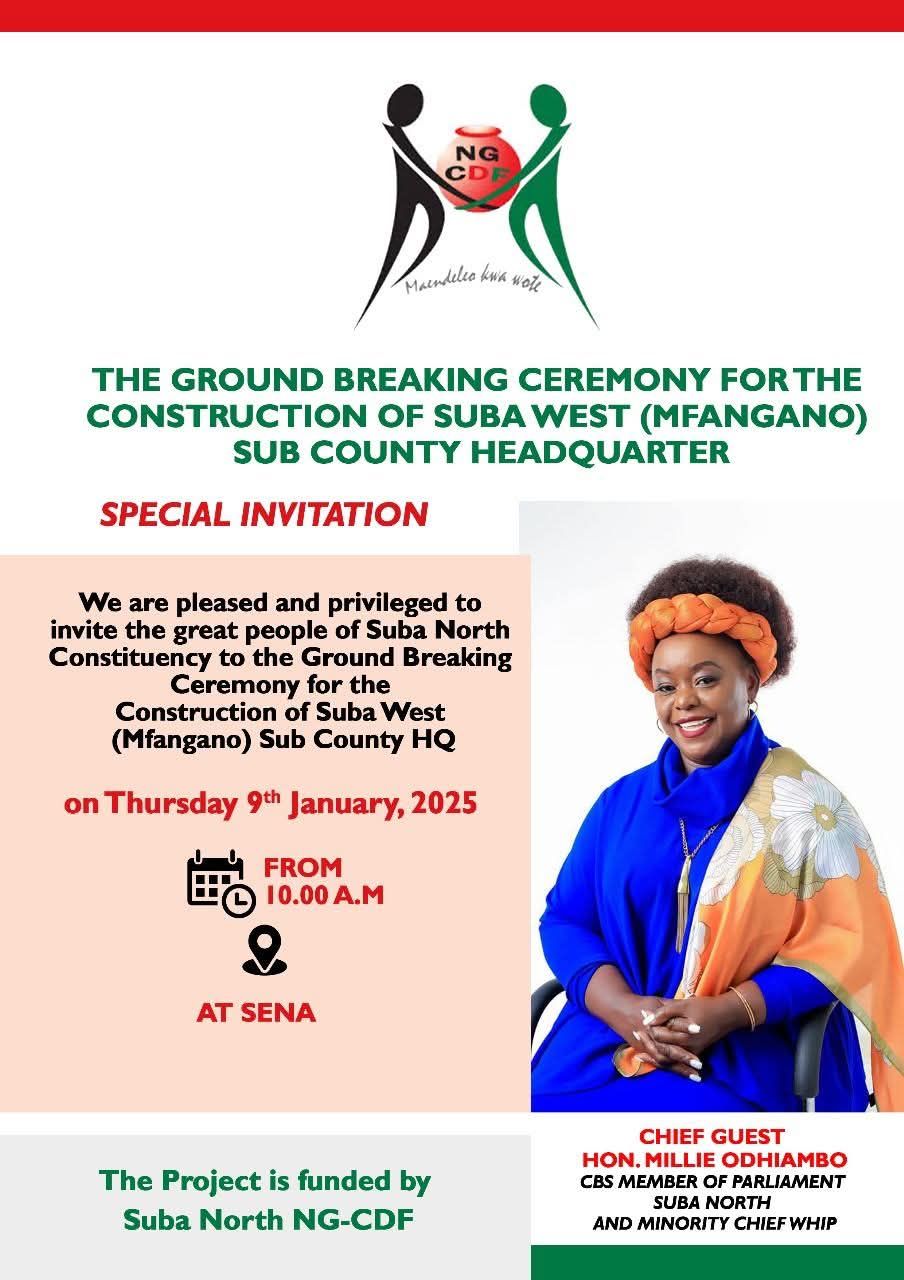 NG
CDF
Maendeleo kwa wote
THE GROUND BREAKING CEREMONY FOR THE
CONSTRUCTION OF SUBA WEST (MFANGANO)
SUB COUNTY HEADQUARTER
SPECIAL INVITATION
We are pleased and privileged to
invite the great people of Suba North
Constituency to the Ground Breaking
Ceremony for the
Construction of Suba West
(Mfangano) Sub County HQ
on Thursday 9th January, 2025
FROM
10.00 A.M
AT SENA
The Project is funded by
Suba North NG-CDF
CHIEF GUEST
HON. MILLIE ODHIAMBO
CBS MEMBER OF PARLIAMENT
SUBA NORTH
AND MINORITY CHIEF WHIP